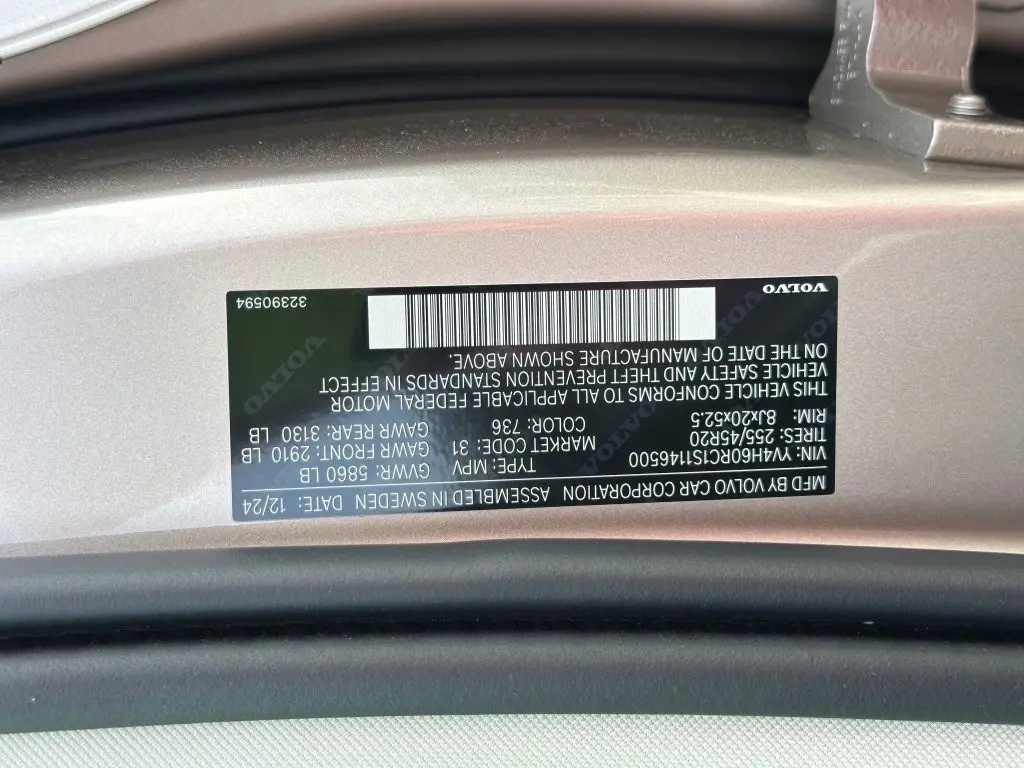 MFD BY VOLVO CAR CORPORATION ASSEMBLED IN SWEDEN DATE: 12/24
VIN: YV4H60RC1S1146500 TYPE: MPV GVWR: 5860 LB
TIRES: 255/45R20 MARKET CODE: 31 GAWR FRONT: 2910 LB
RIM: 8Jx20x52.5 COLOR: 736 GAWR REAR: 3130 LB
THIS VEHICLE CONFORMS TO ALL APPLICABLE FEDERAL MOTOR
VEHICLE SAFETY AND THEFT PREVENTION STANDARDS IN EFFECT
ON THE DATE OF MANUFACTURE SHOWN ABOVE.
VOLVO 32390594